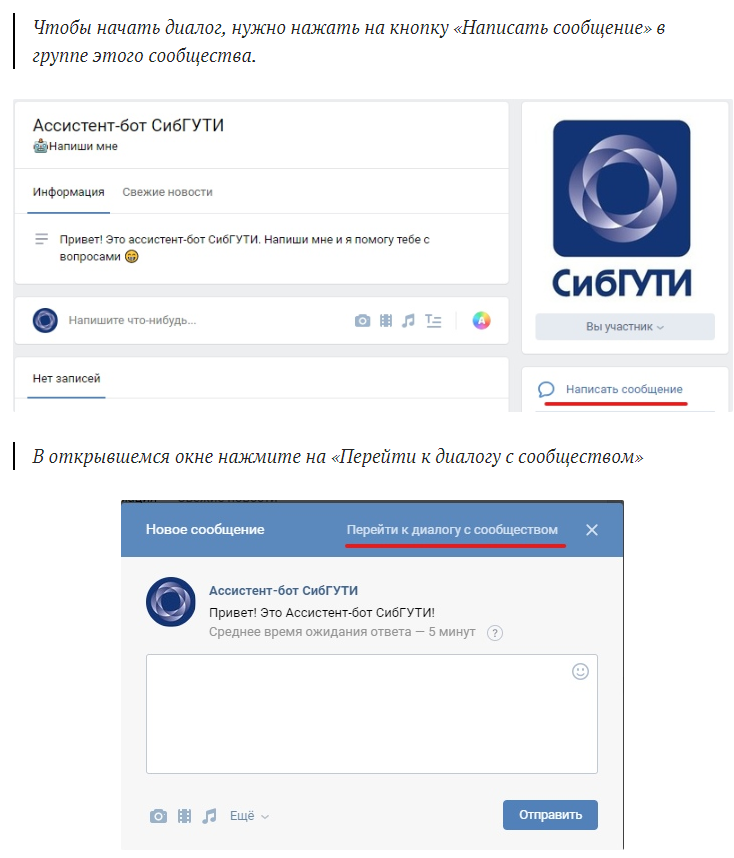 Чтобы начать диалог, нужно нажать на кнопку «Написать сообщение» в
группе этого сообщества.
Ассистент-бот СибГУТИ
🤖Напиши мне
Информация Свежие новости
Привет! Это ассистент-бот СибГУТИ. Напиши мне и я помогу тебе с
вопросами 😁
Напишите что-нибудь...
Нет записей
СибГУТИ
Вы участник
Написать сообщение
В открывшемся окне нажмите на «Перейти к диалогу с сообществом»
Новое сообщение Перейти к диалогу с сообществом
Ассистент-бот СибГУТИ
Привет! Это Ассистент-бот СибГУТИ!
Среднее время ожидания ответа — 5 минут ?
Ещё
Отправить